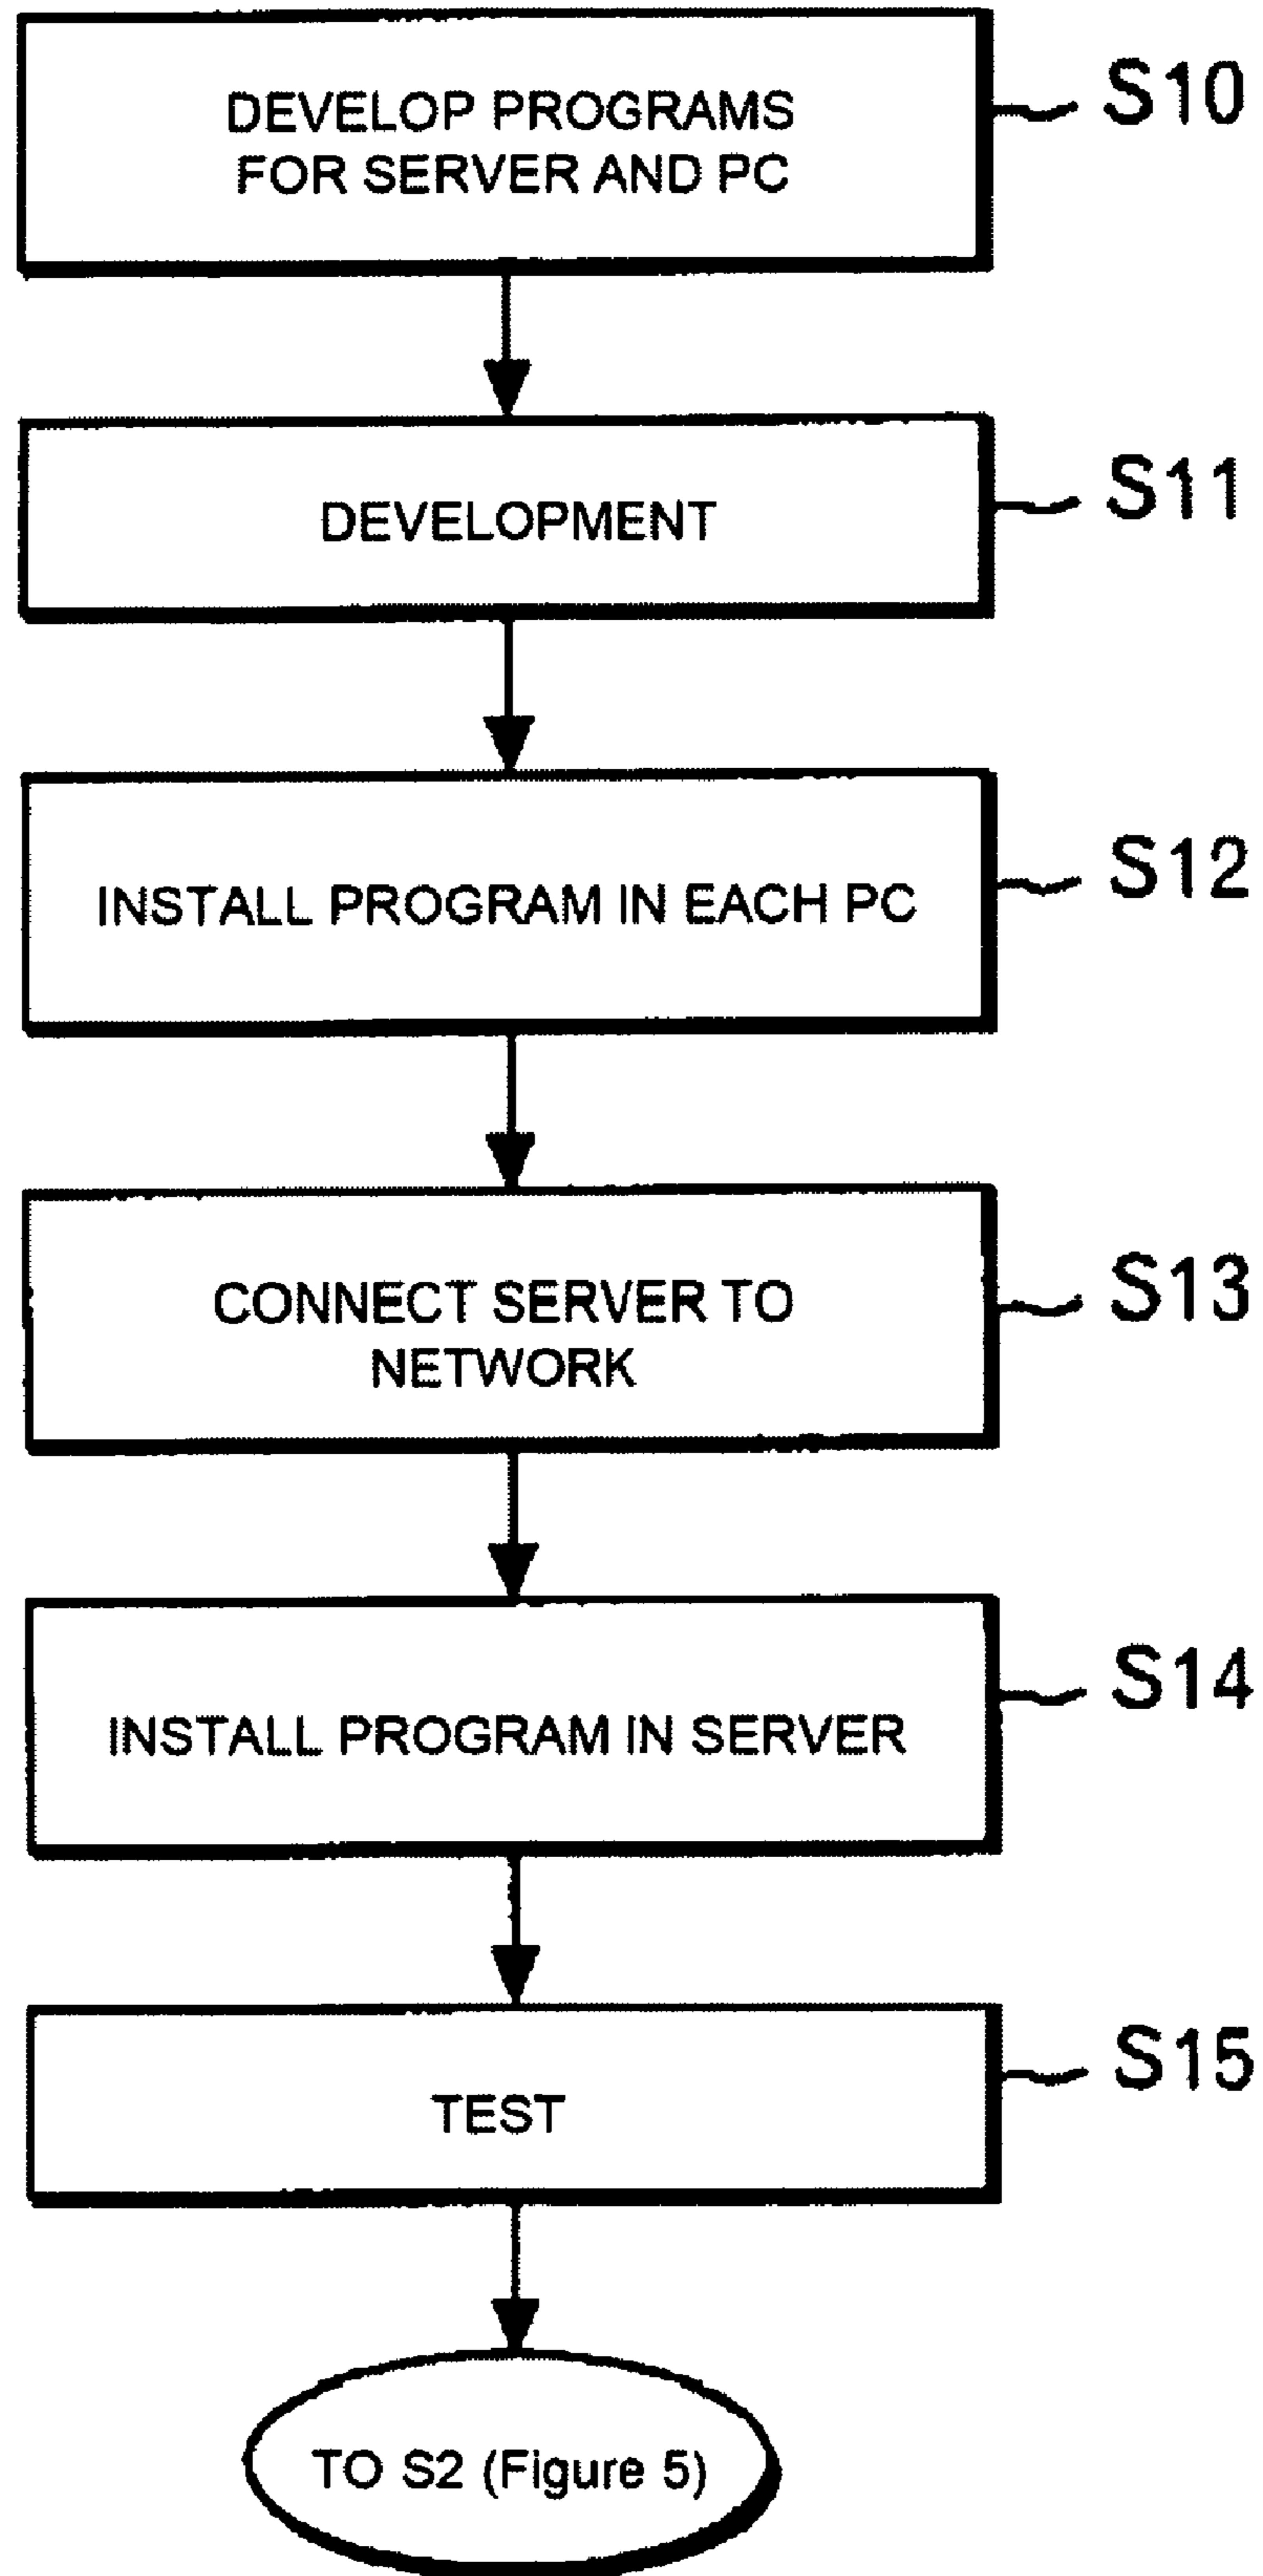 DEVELOP PROGRAMS
FOR SERVER AND PC
S10
DEVELOPMENT
S11
INSTALL PROGRAM IN EACH PC
S12
CONNECT SERVER TO
NETWORK
S13
INSTALL PROGRAM IN SERVER
S14
TEST
S15
TO S2 (Figure 5)